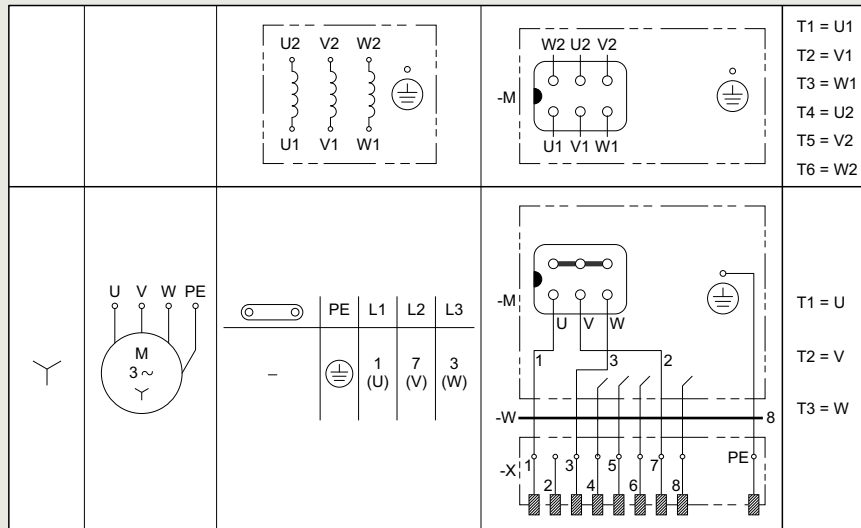 U2 V2 W2
U1 V1 W1
W2 U2 V2
-M
U1 V1 W1
T1 = U1
T2 = V1
T3 = W1
T4 = U2
T5 = V2
T6 = W2
U V W PE
M
3 ~
PE L1 L2 L3
– 1 7 3
(U) (V) (W)
-M
U V W
1 3 2
-W 8
-X 1 2 3 4 5 6 7 8 PE
T1 = U
T2 = V
T3 = W